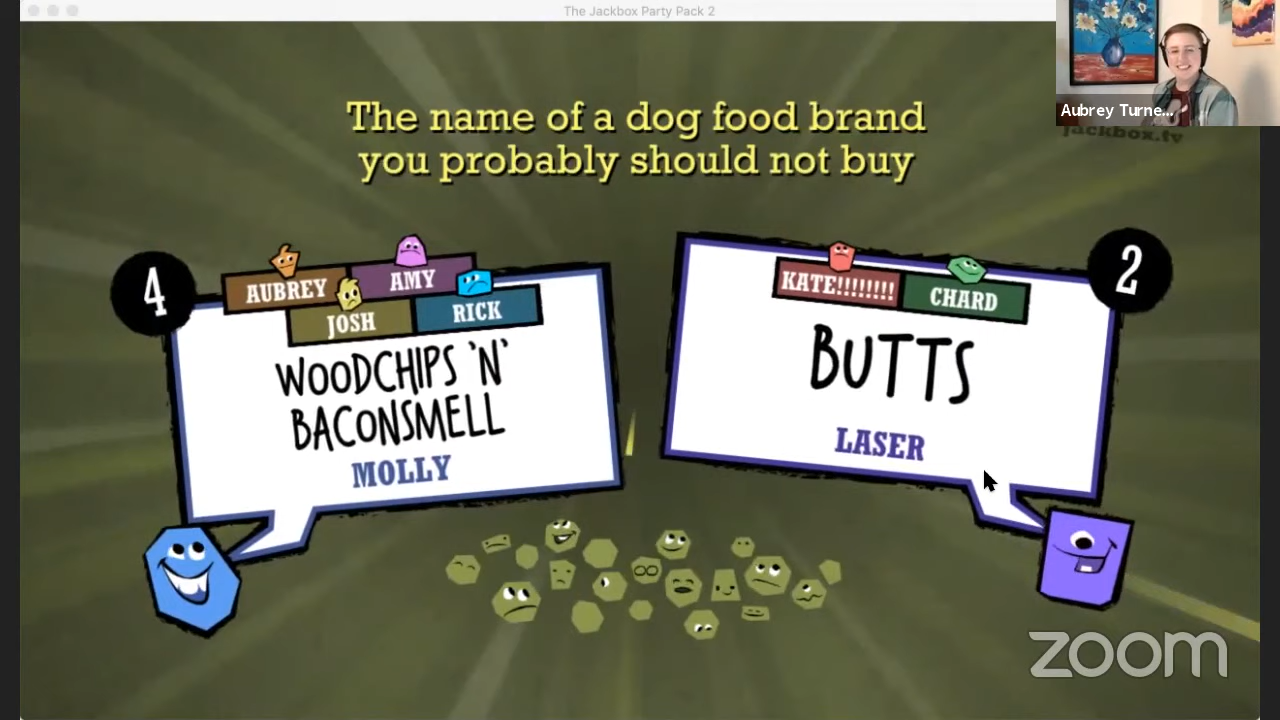 The Jackbox Party Pack 2
Aubrey Turne...
jackbox.tv
The name of a dog food brand
you probably should not buy
4
AUBREY
AMY
JOSH
RICK
WOODCHIPS 'N'
BACONSMELL
MOLLY
2
KATE!!!!!!!!
CHARD
BUTTS
LASER
zoom